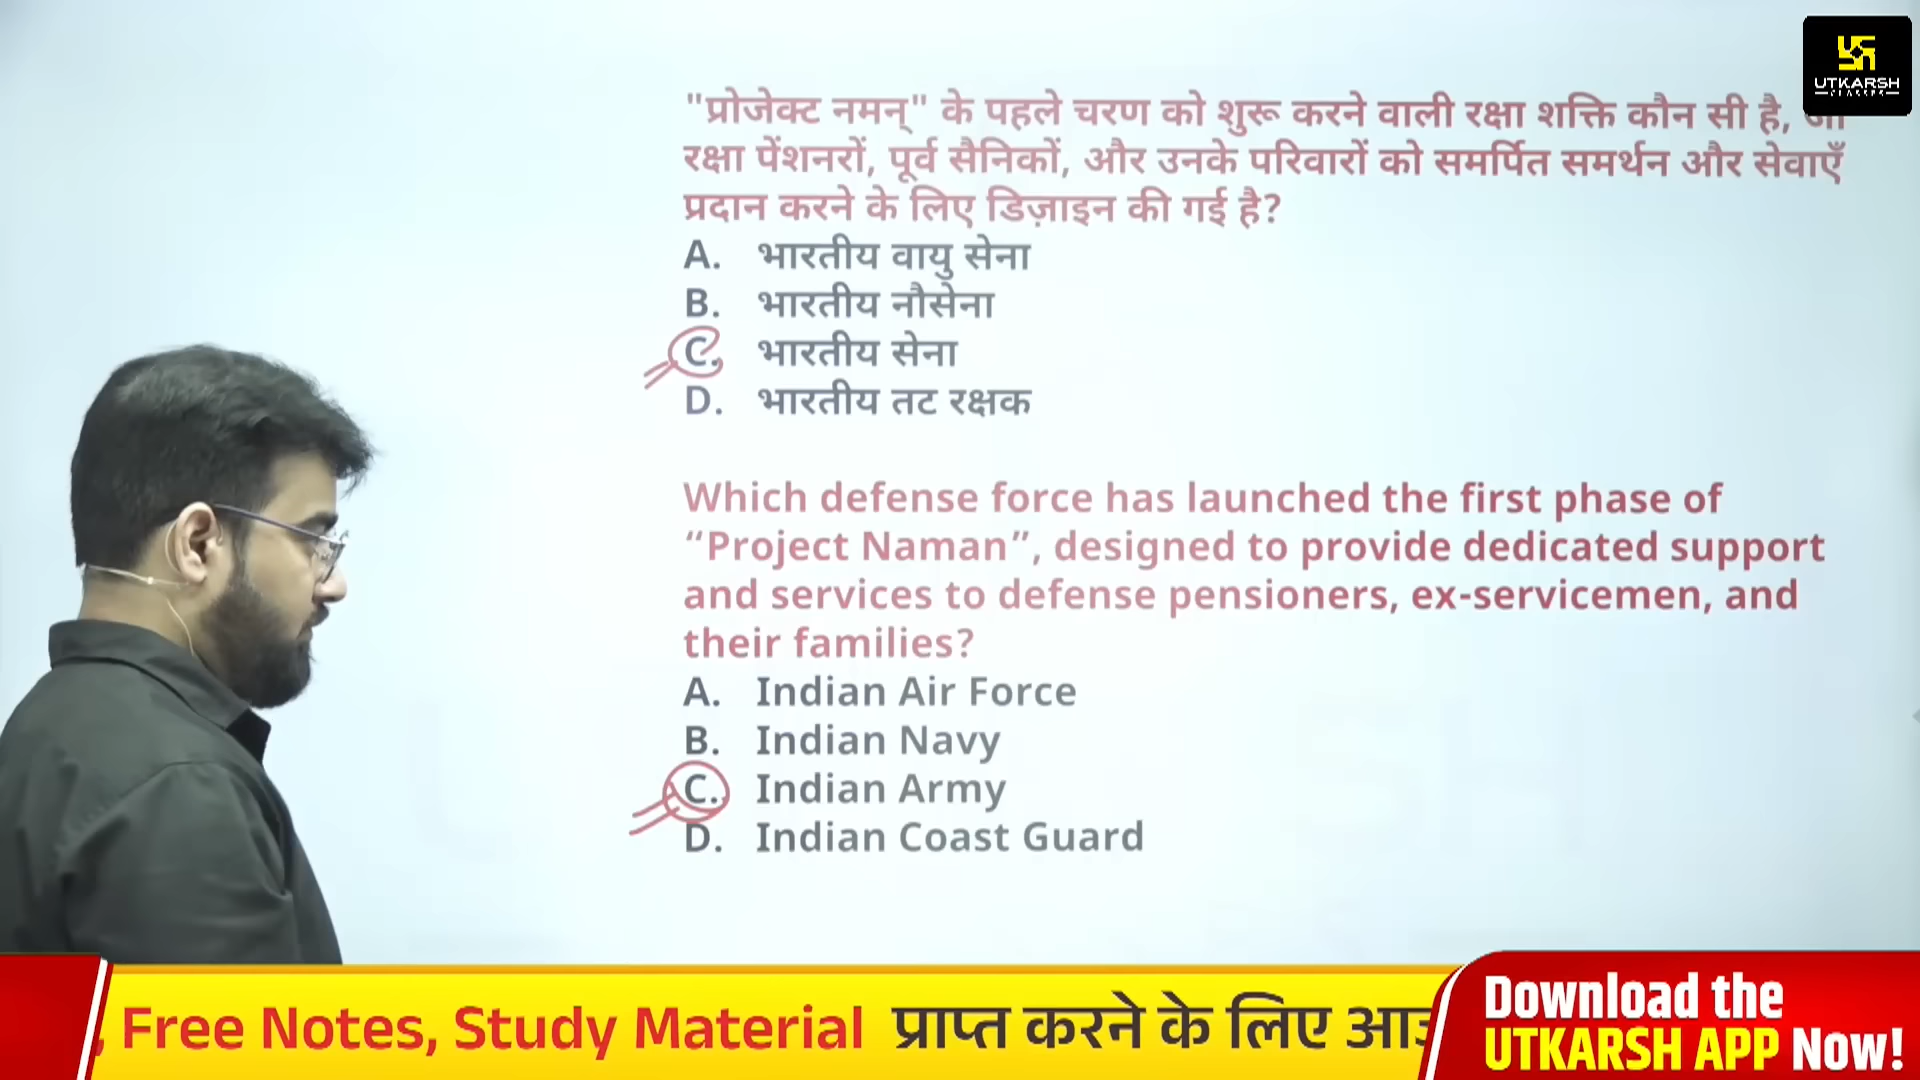 "प्रोजेक्ट नमन्" के पहले चरण को शुरू करने वाली रक्षा शक्ति कौन सी है,
रक्षा पेंशनरों, पूर्व सैनिकों, और उनके परिवारों को समर्पित समर्थन और सेवाएँ
प्रदान करने के लिए डिज़ाइन की गई है?
A. भारतीय वायु सेना
B. भारतीय नौसेना
C. भारतीय सेना
D. भारतीय तट रक्षक
Which defense force has launched the first phase of
“Project Naman”, designed to provide dedicated support
and services to defense pensioners, ex-servicemen, and
their families?
A. Indian Air Force
B. Indian Navy
C. Indian Army
D. Indian Coast Guard
UTKARSH
CLASSES
, Free Notes, Study Material प्राप्त करने के लिए
Download the
UTKARSH APP Now!